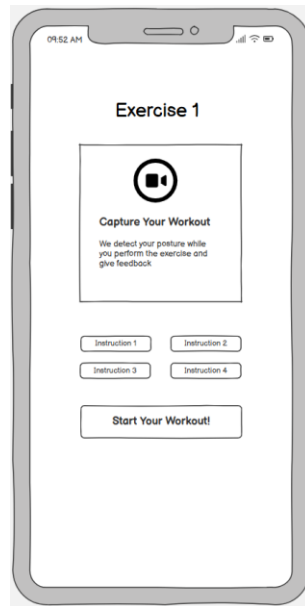 09:52 AM
Exercise 1
Capture Your Workout
We detect your posture while
you perform the exercise and
give feedback
Instruction 1
Instruction 2
Instruction 3
Instruction 4
Start Your Workout!